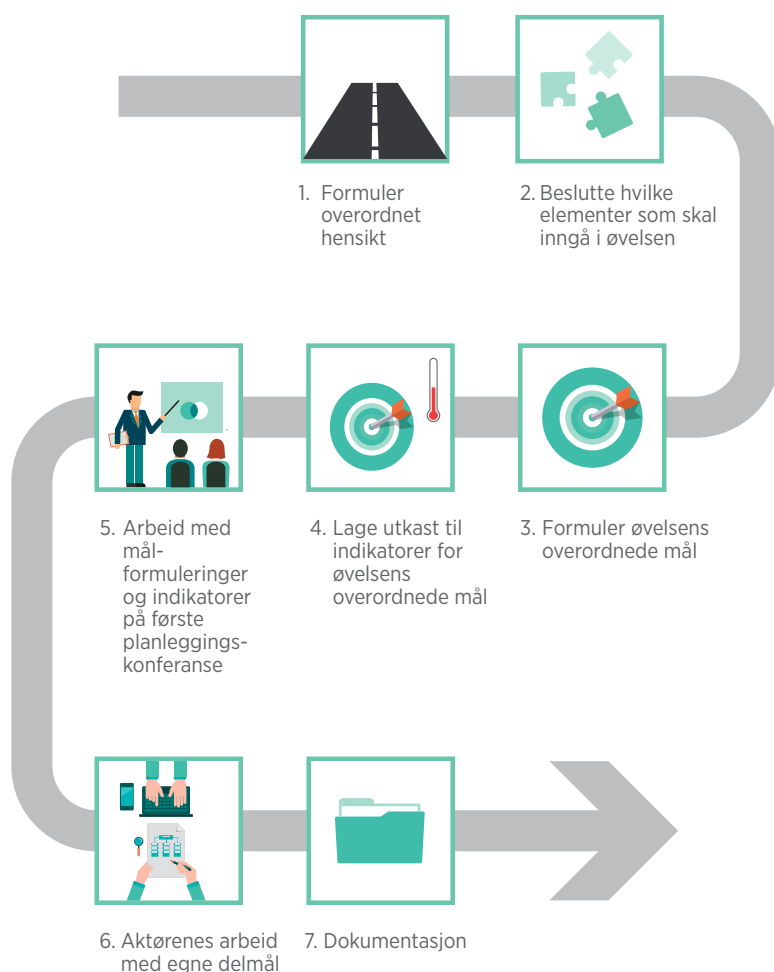 1. Formuler
overordnet
hensikt
2. Beslutte hvilke
elementer som skal
inngå i øvelsen
3. Formuler øvelsens
overordnede mål
4. Lage utkast til
indikatorer for
øvelsens
overordnede mål
5. Arbeid med
mål-
formuleringer
og indikatorer
på første
planleggings-
konferanse
6. Aktørenes arbeid
med egne delmål
7. Dokumentasjon